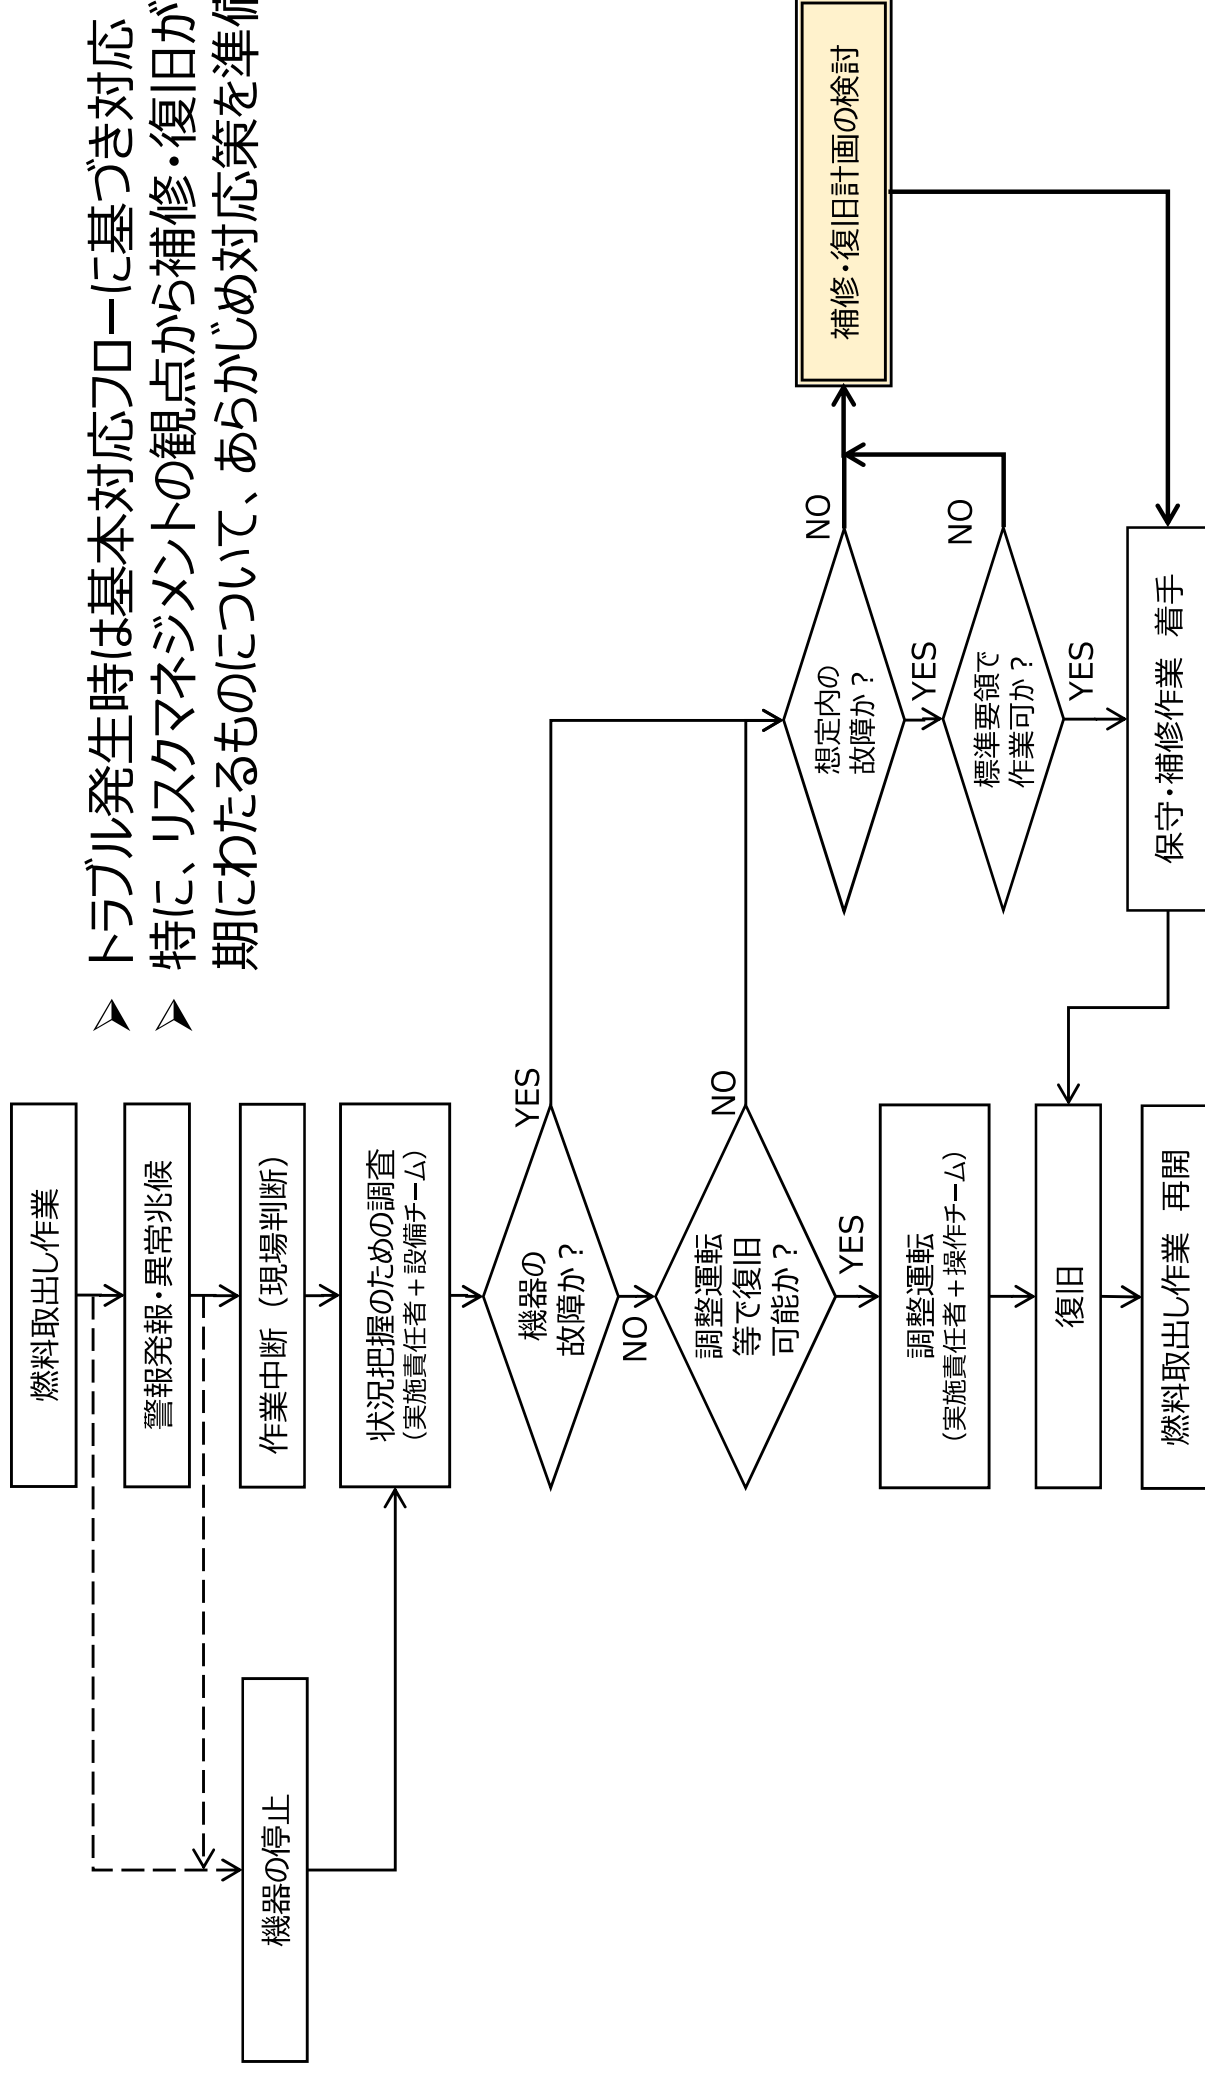 ➢ トラブル発生時は基本対応フローに基づき対応
➢ 特に、リスクマネジメントの観点から補修・復旧が
期にわたるものについて、あらかじめ対応策を準備
燃料取出し作業
警報発報・異常兆候
作業中断（現場判断）
機器の停止
状況把握のための調査
（実施責任者＋設備チーム）
機器の
故障か？
YES
NO
調整運転
等で復旧
可能か？
NO
YES
調整運転
（実施責任者＋操作チーム）
復旧
燃料取出し作業　再開
想定内の
故障か？
NO
YES
標準要領で
作業可か？
NO
YES
保守・補修作業　着手
補修・復旧計画の検討